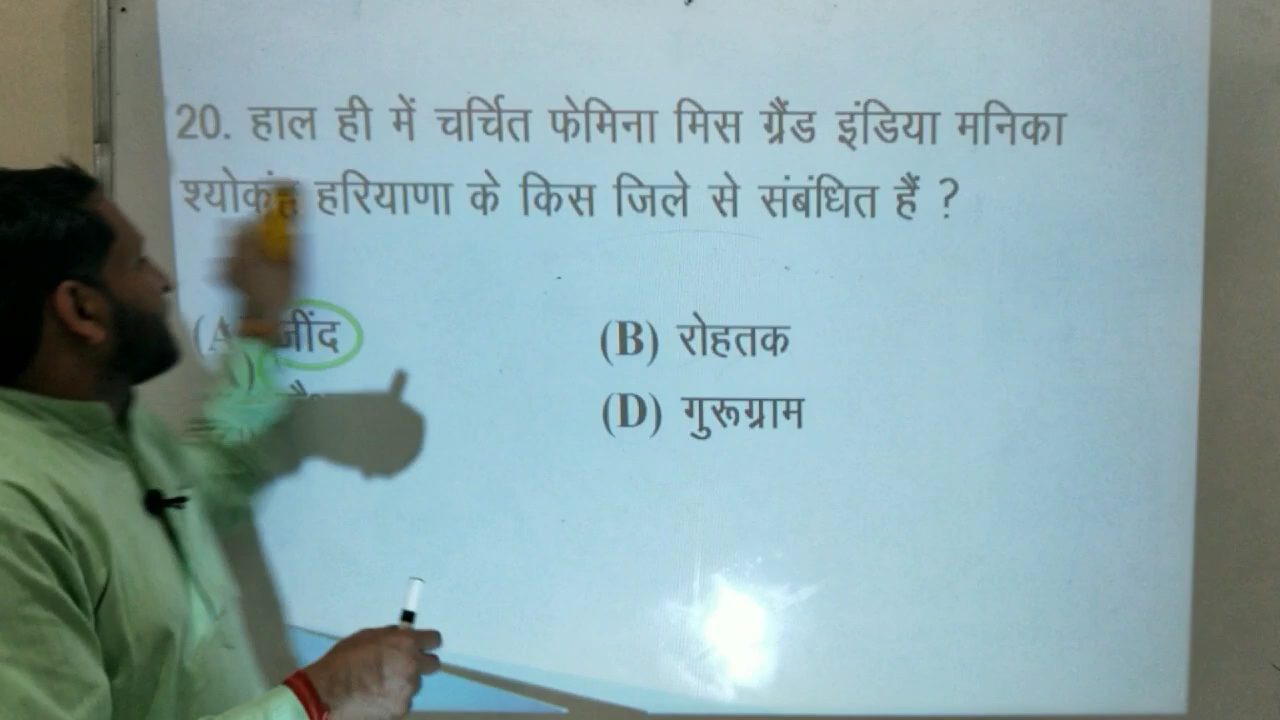 20. हाल ही में चर्चित फेमिना मिस ग्रैंड इंडिया मनिका
श्योकंद हरियाणा के किस जिले से संबंधित हैं ?
(A) जींद (B) रोहतक
(D) गुरूग्राम